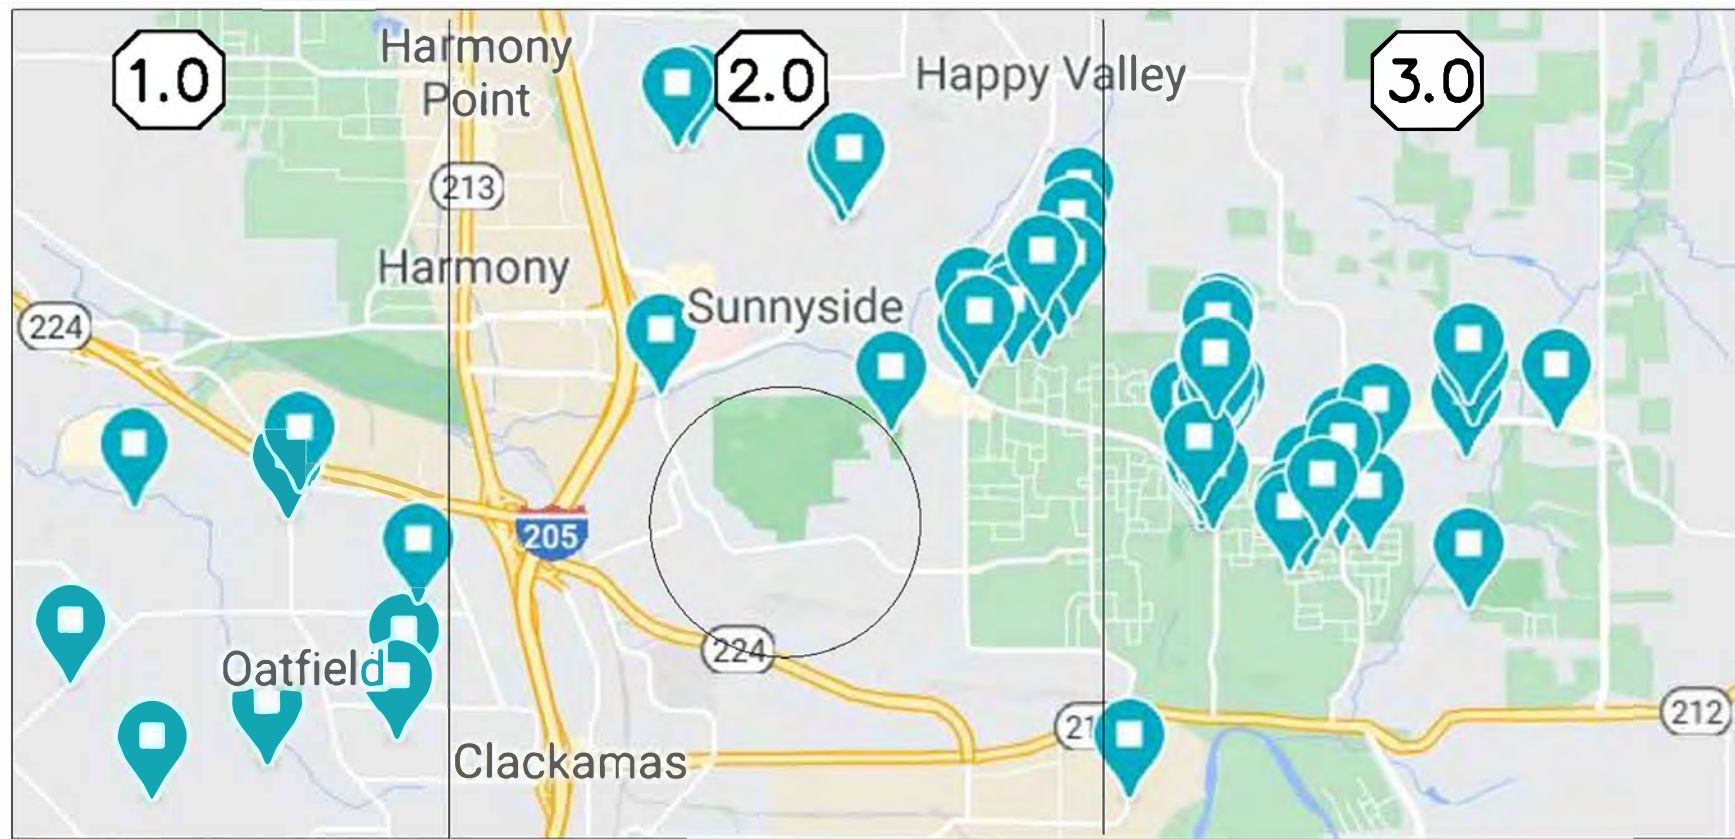 1.0
Harmony
Point
2.0
Happy Valley
3.0
213
Harmony
224
Sunnyside
205
224
Oatfield
21
212
Clackamas